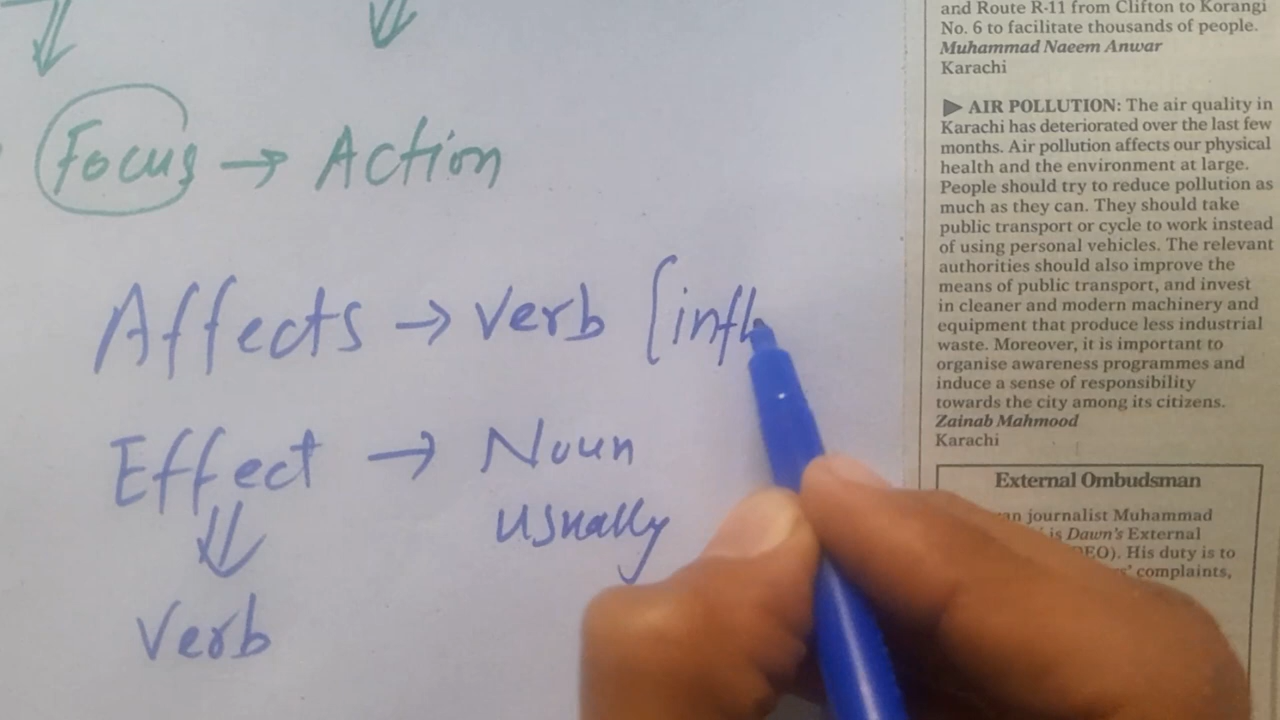 Focus → Action
Affects → Verb [infl
Effect → Noun
usually
Verb
and Route R-11 from Clifton to Korangi
No. 6 to facilitate thousands of people.
Muhammad Naeem Anwar
Karachi
▶ AIR POLLUTION: The air quality in
Karachi has deteriorated over the last few
months. Air pollution affects our physical
health and the environment at large.
People should try to reduce pollution as
much as they can. They should take
public transport or cycle to work instead
of using personal vehicles. The relevant
authorities should also improve the
means of public transport, and invest
in cleaner and modern machinery and
equipment that produce less industrial
waste. Moreover, it is important to
organise awareness programmes and
induce a sense of responsibility
towards the city among its citizens.
Zainab Mahmood
Karachi
External Ombudsman
an journalist Muhammad
is Dawn's External
EO). His duty is to
complaints,